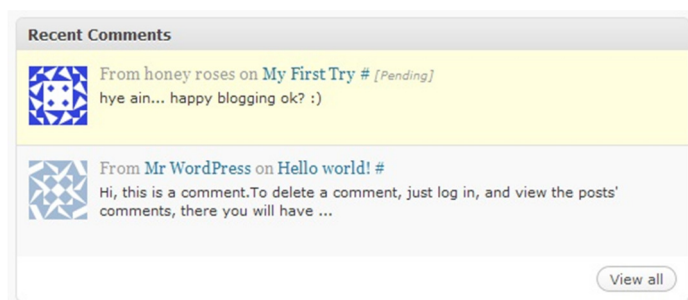 Recent Comments
From honey roses on My First Try # [Pending]
hye ain... happy blogging ok? :)
From Mr WordPress on Hello world! #
Hi, this is a comment.To delete a comment, just log in, and view the posts'
comments, there you will have ...
View all